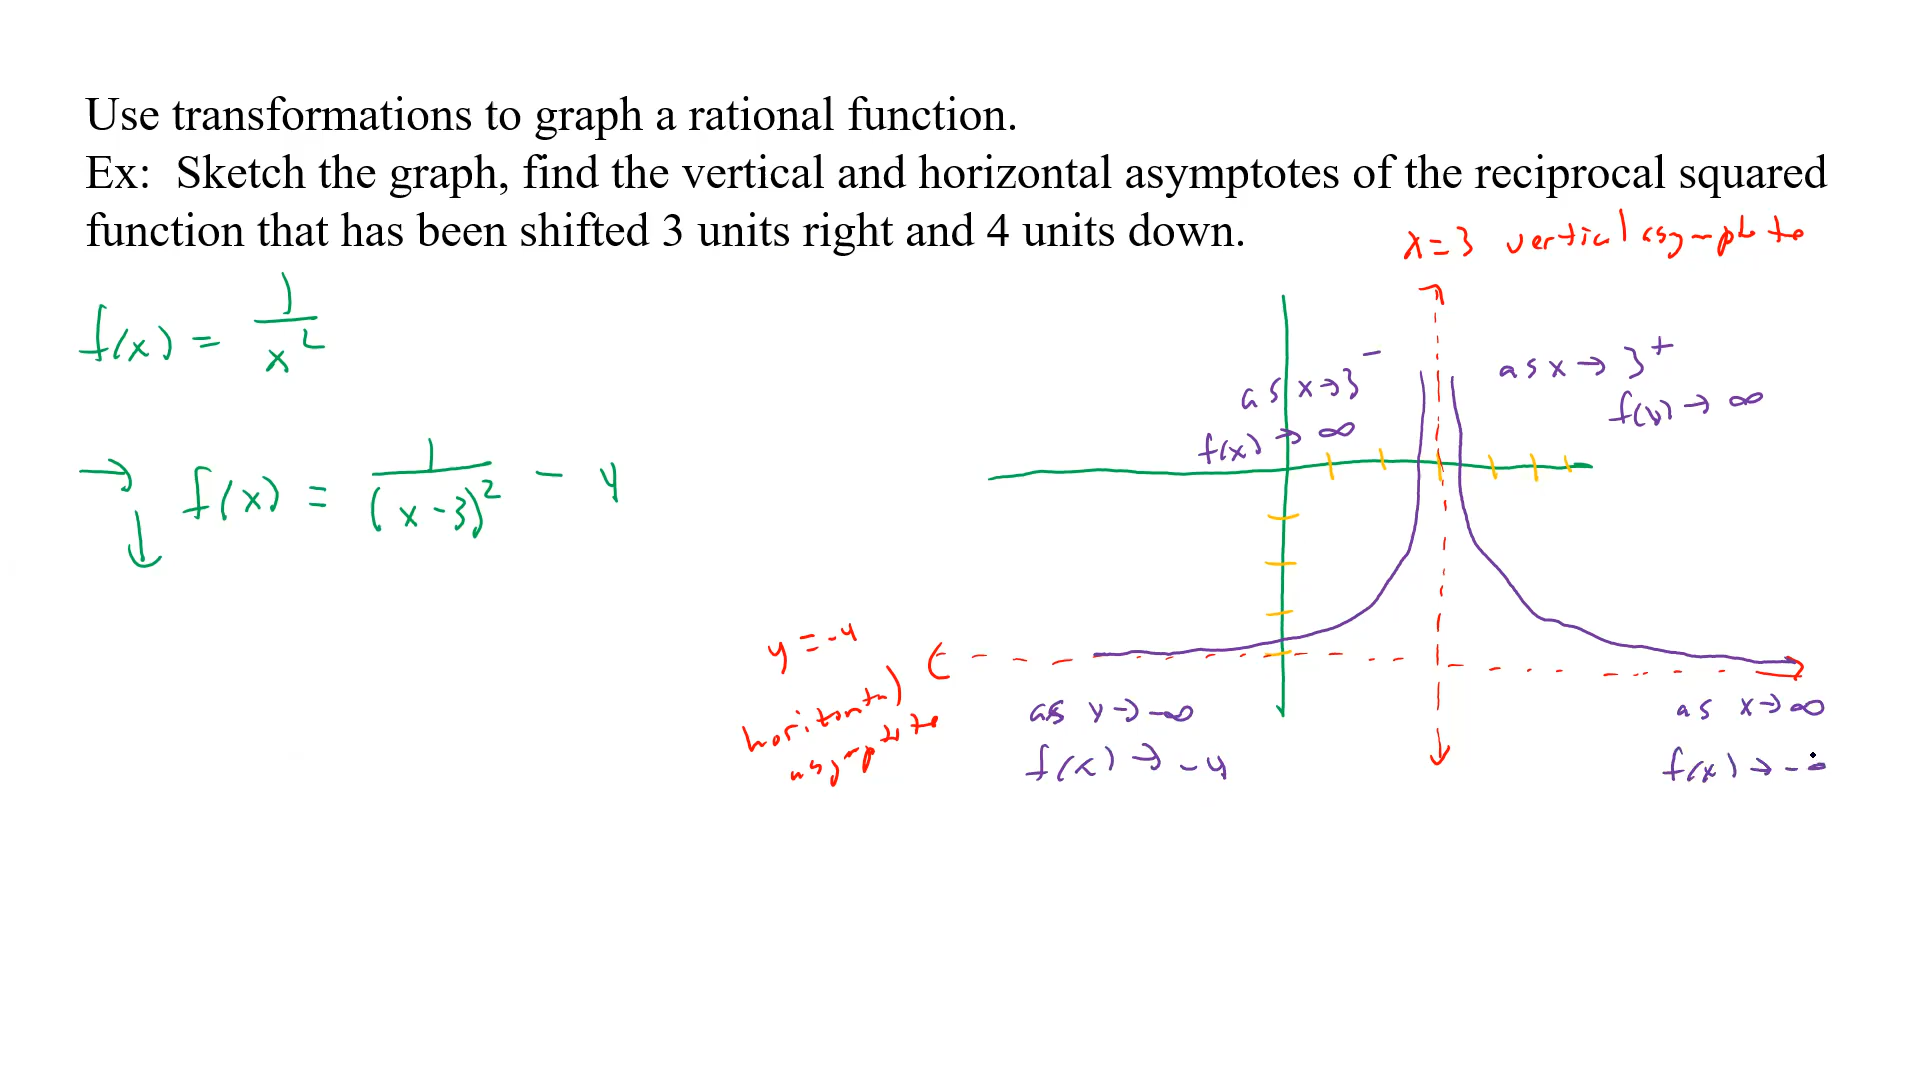 Use transformations to graph a rational function.
Ex: Sketch the graph, find the vertical and horizontal asymptotes of the reciprocal squared
function that has been shifted 3 units right and 4 units down.
x=3 vertical asymptote
f(x) = 1/x²
as x→3⁻
f(x)→∞
as x→3⁺
f(x)→∞
→ ↓ f(x) = 1/(x-3)² - 4
y=-4
horizontal
asymptote
as x→-∞
f(x)→-4
as x→∞
f(x)→-